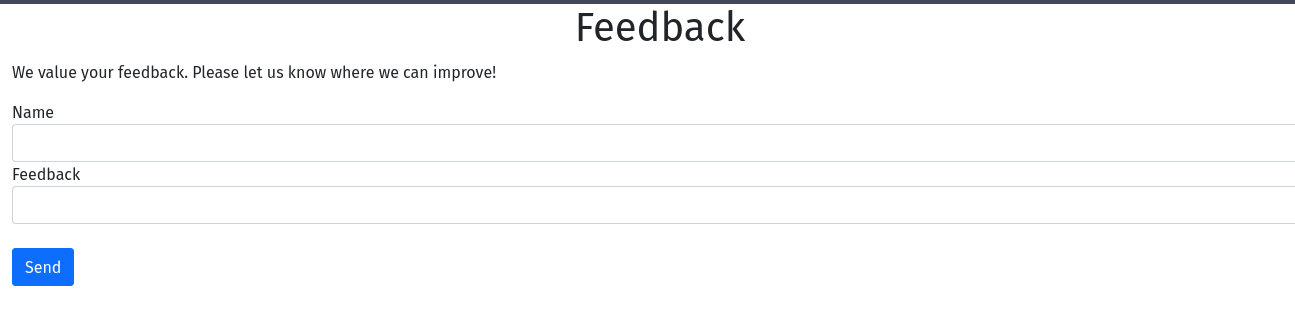 Feedback
We value your feedback. Please let us know where we can improve!
Name
Feedback
Send